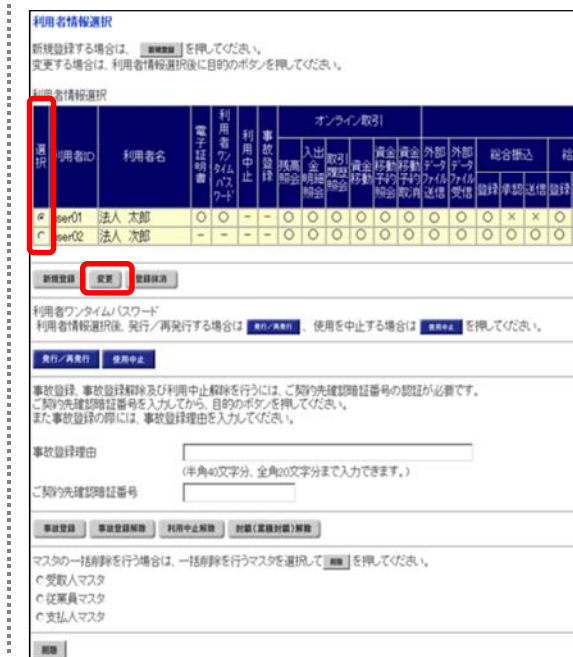 利用者情報選択
新規登録する場合は、 新規登録 を押してください。
変更する場合は、利用者情報選択後に目的のボタンを押してください。
利用者情報選択
選択 利用者ID 利用者名 電子証明書 利用者ワンタイムパスワード 利用中止 事故登録 オンライン取引
残高照会 入出金明細照会 取引履歴照会 資金移動 資金移動予約照会 資金移動予約取消 外部データファイル送信 外部データファイル受信 総合振込 給
登録 承認 送信 登録
user01 法人 太郎 ○ ○ － － ○ ○ ○ ○ ○ ○ ○ ○ ○ × × ○
user02 法人 次郎 － － － － ○ ○ ○ ○ ○ ○ ○ ○ ○ ○ ○ ○
新規登録 変更 登録抹消
利用者ワンタイムパスワード
利用者情報選択後、発行／再発行する場合は 発行/再発行 、使用を中止する場合は 使用中止 を押してください。
発行/再発行 使用中止
事故登録、事故登録解除及び利用中止解除を行うには、ご契約先確認暗証番号の認証が必要です。
ご契約先確認暗証番号を入力してから、目的のボタンを押してください。
また事故登録の際には、事故登録理由を入力してください。
事故登録理由
(半角40文字分、全角20文字分まで入力できます。)
ご契約先確認暗証番号
事故登録 事故登録解除 利用中止解除 封鎖(累積封鎖)解除
マスタの一括削除を行う場合は、一括削除を行うマスタを選択して 削除 を押してください。
受取人マスタ
従業員マスタ
支払人マスタ
削除